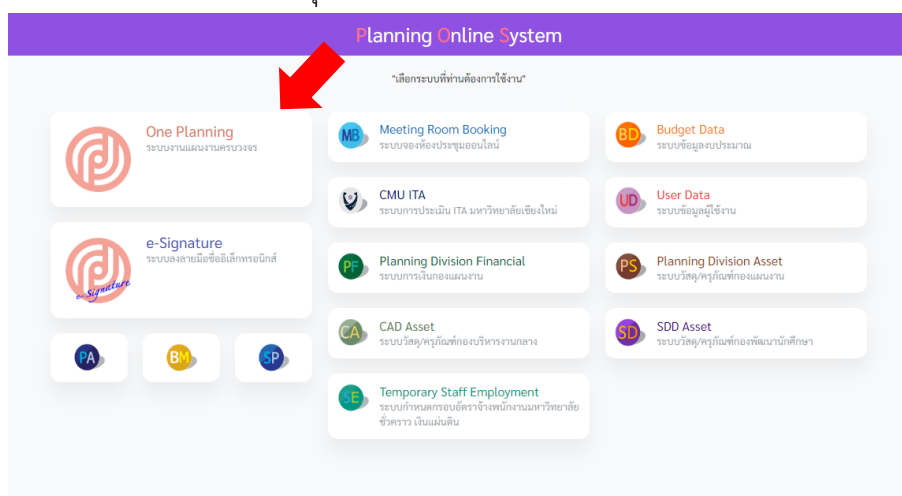 Planning Online System
"เลือกระบบที่ท่านต้องการใช้งาน"
One Planning
ระบบงานแผนงานครบวงจร
e-Signature
ระบบลงลายมือชื่ออิเล็กทรอนิกส์
e-Signature
PA
BM
SP
MB
Meeting Room Booking
ระบบจองห้องประชุมออนไลน์
CMU ITA
ระบบการประเมิน ITA มหาวิทยาลัยเชียงใหม่
PF
Planning Division Financial
ระบบการเงินกองแผนงาน
CA
CAD Asset
ระบบวัสดุ/ครุภัณฑ์กองบริหารงานกลาง
SE
Temporary Staff Employment
ระบบกำหนดกรอบอัตราจ้างพนักงานมหาวิทยาลัย
ชั่วคราว เงินแผ่นดิน
BD
Budget Data
ระบบข้อมูลงบประมาณ
UD
User Data
ระบบข้อมูลผู้ใช้งาน
PS
Planning Division Asset
ระบบวัสดุ/ครุภัณฑ์กองแผนงาน
SD
SDD Asset
ระบบวัสดุ/ครุภัณฑ์กองพัฒนานักศึกษา